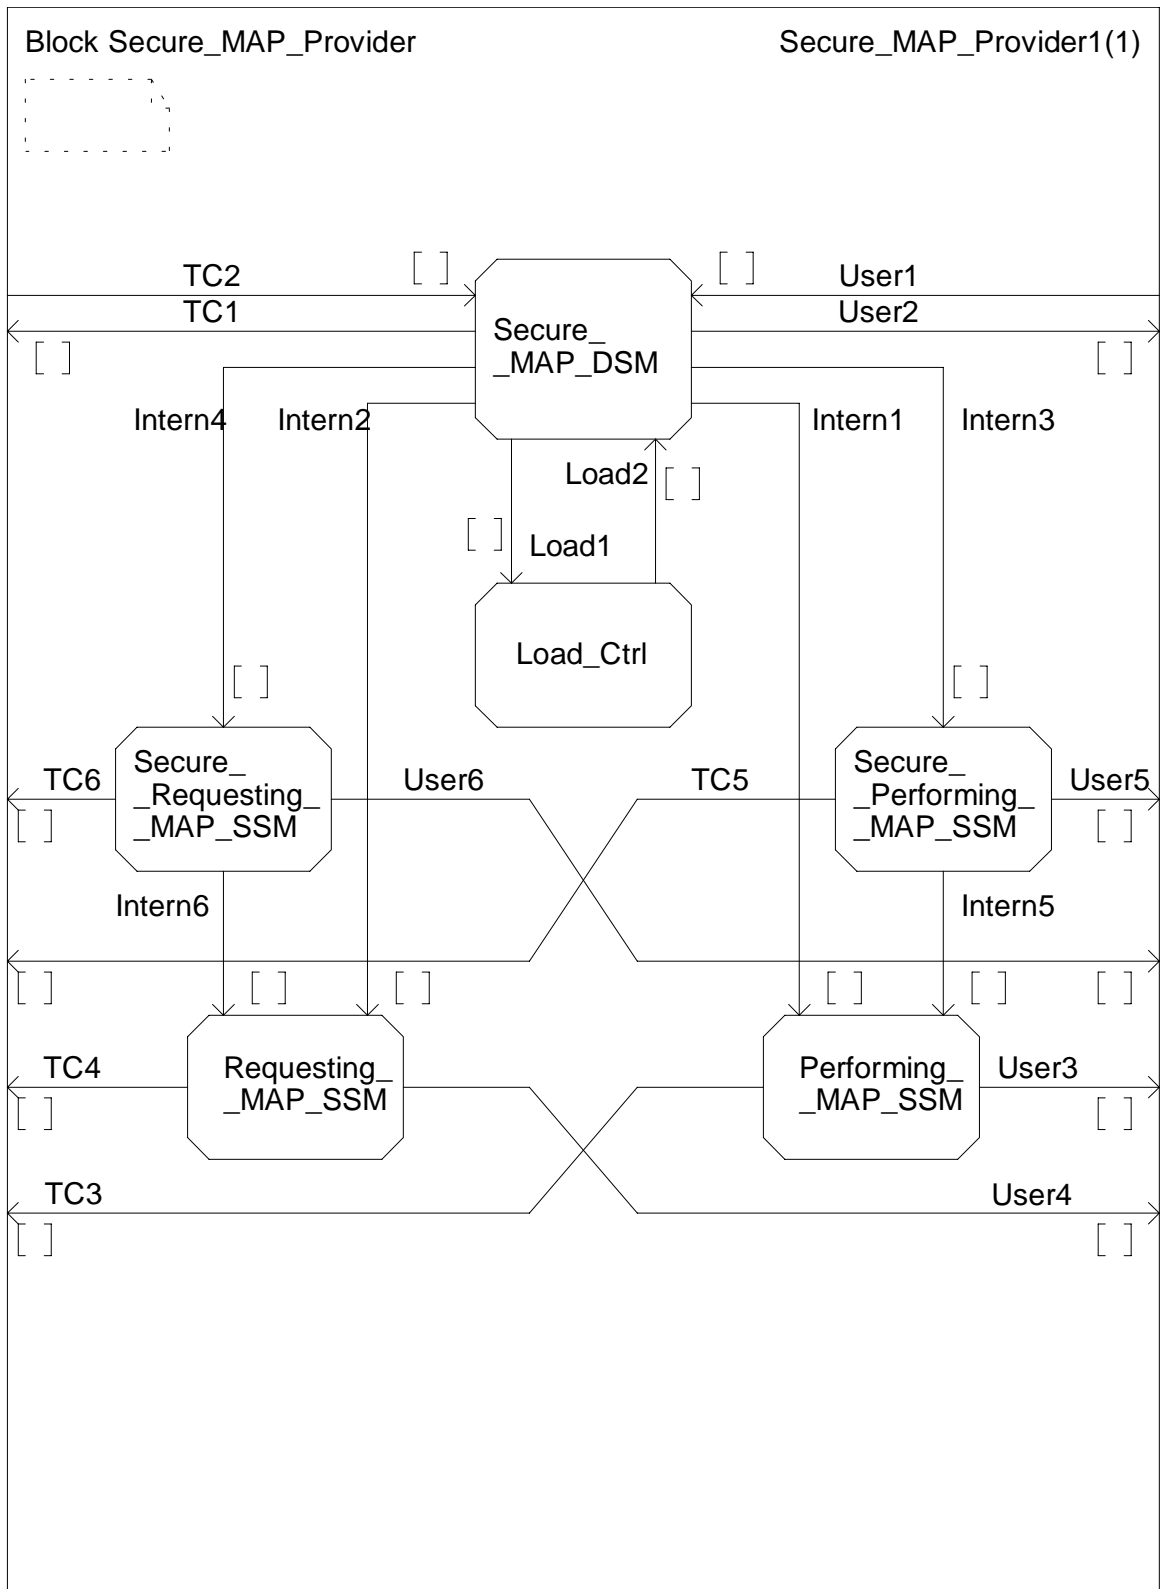 Block Secure_MAP_Provider
Secure_MAP_Provider1(1)
TC2
[ ]
[ ]
User1
TC1
User2
Secure_
_MAP_DSM
[ ]
[ ]
Intern4
Intern2
Intern1
Intern3
Load2
[ ]
[ ]
Load1
Load_Ctrl
[ ]
[ ]
TC6
Secure_
_Requesting_
_MAP_SSM
User6
TC5
Secure_
_Performing_
_MAP_SSM
User5
[ ]
[ ]
Intern6
Intern5
[ ]
[ ]
[ ]
[ ]
[ ]
[ ]
TC4
Requesting_
_MAP_SSM
Performing_
_MAP_SSM
User3
[ ]
[ ]
TC3
User4
[ ]
[ ]